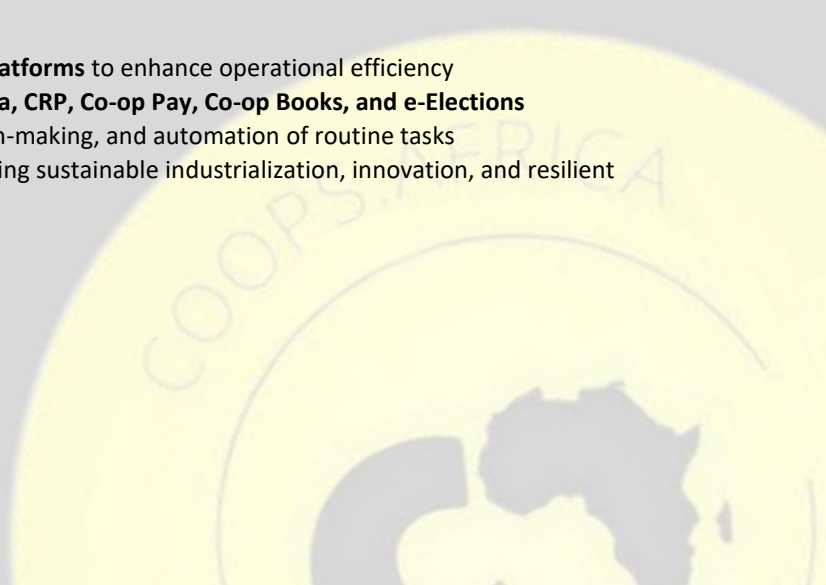 atforms to enhance operational efficiency
a, CRP, Co-op Pay, Co-op Books, and e-Elections
n-making, and automation of routine tasks
ing sustainable industrialization, innovation, and resilient
COOPS.AFRICA